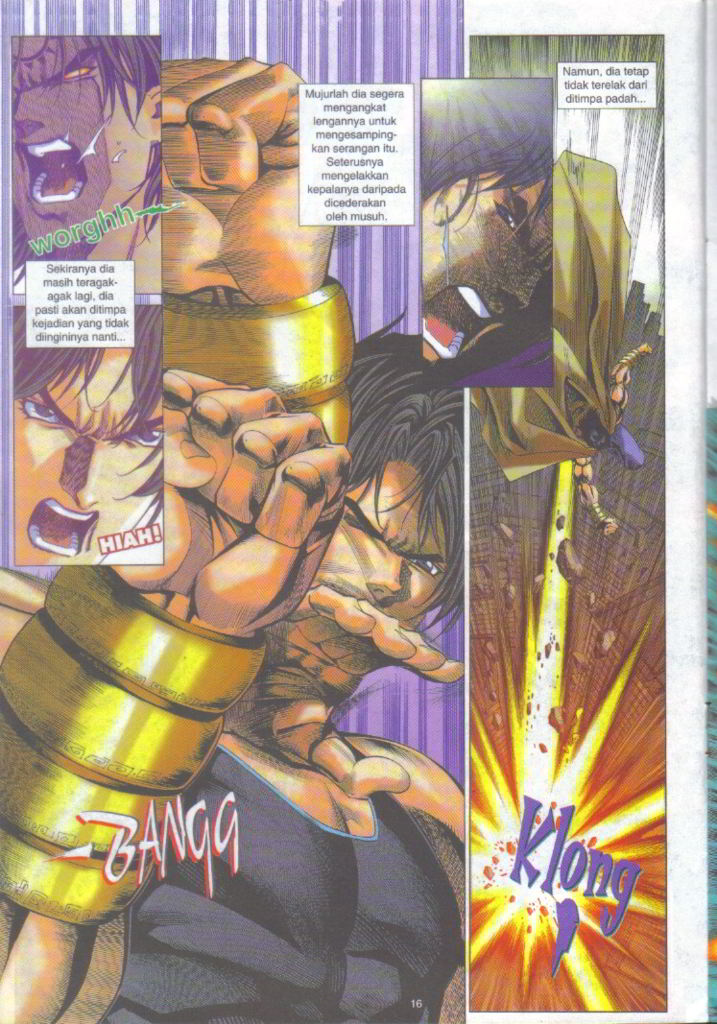 worghh~
Sekiranya dia
masih teragak-
agak lagi, dia
pasti akan ditimpa
kejadian yang tidak
diingininya nanti...
HIAH!
Mujurlah dia segera
mengangkat
lengannya untuk
mengesamping-
kan serangan itu.
Seterusnya
mengelakkan
kepalanya daripada
dicederakan
oleh musuh.
BANGG
Namun, dia tetap
tidak terelak dari
ditimpa padah...
Klong
16